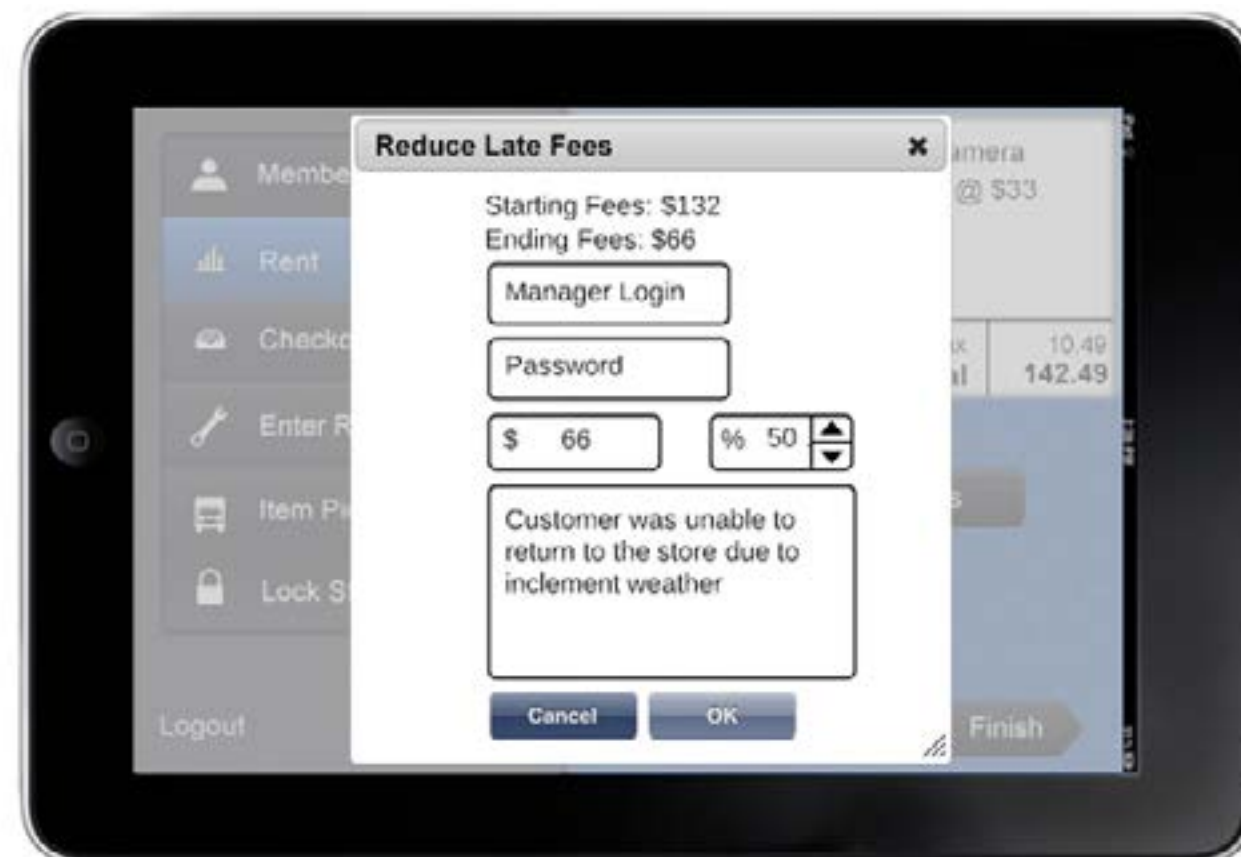 Reduce Late Fees
Starting Fees: $132
Ending Fees: $66
Manager Login
Password
$ 66
% 50
Customer was unable to
return to the store due to
inclement weather
Cancel
OK
Rent
Logout
@ $33
10.49
142.49
Finish